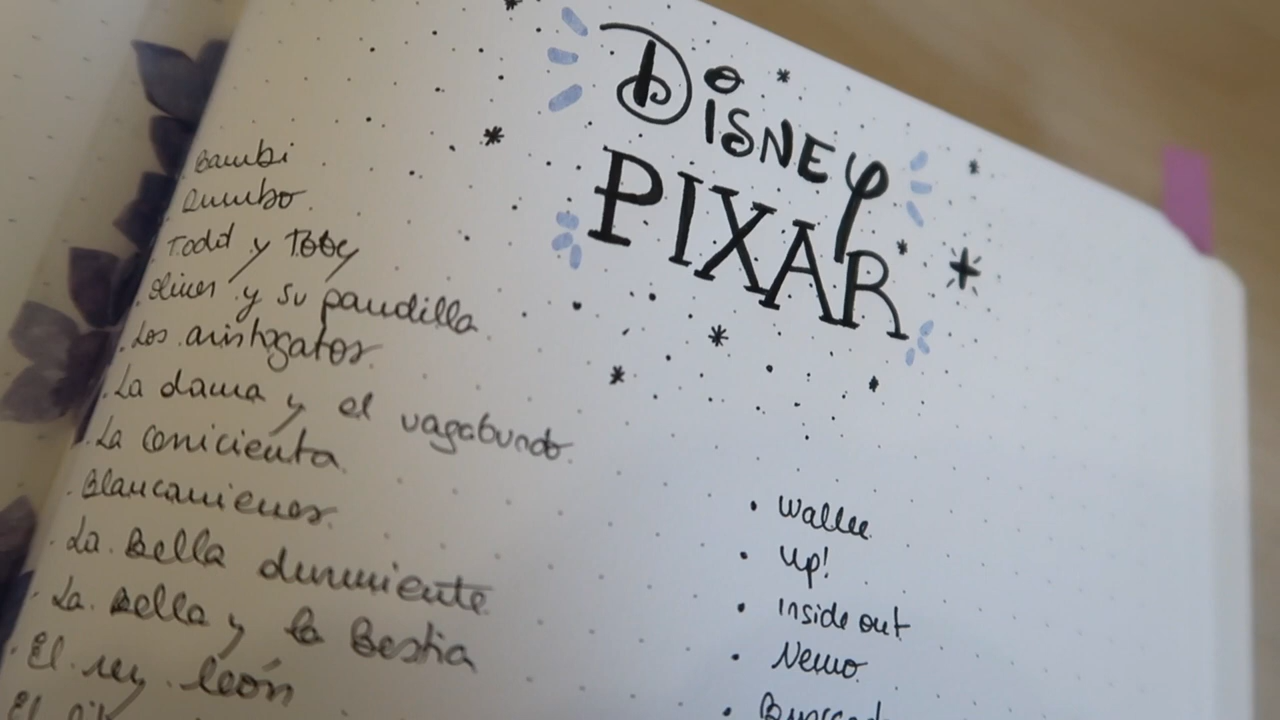 Disney
PIXAR
Bambi
Dumbo
Todd y Toby
Oliver y su pandilla
Los aristogatos
La dama y el vagabundo
La cenicienta
Blancanieves
La Bella durmiente
La Bella y la Bestia
El rey león
El
Wallee
Up!
Inside out
Nemo